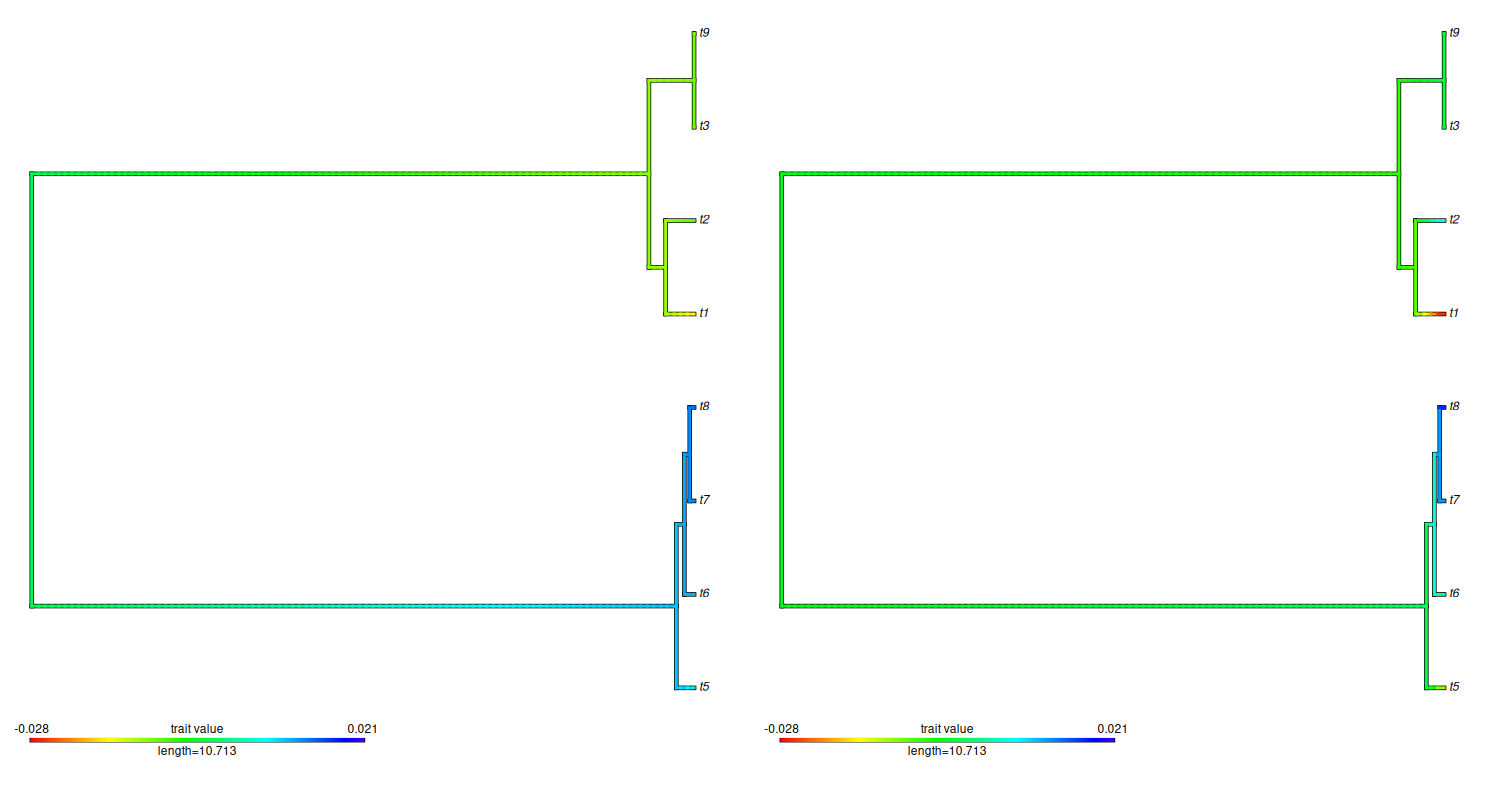 t9
t3
t2
t1
t8
t7
t6
t5
-0.028 trait value 0.021
length=10.713
t9
t3
t2
t1
t8
t7
t6
t5
-0.028 trait value 0.021
length=10.713